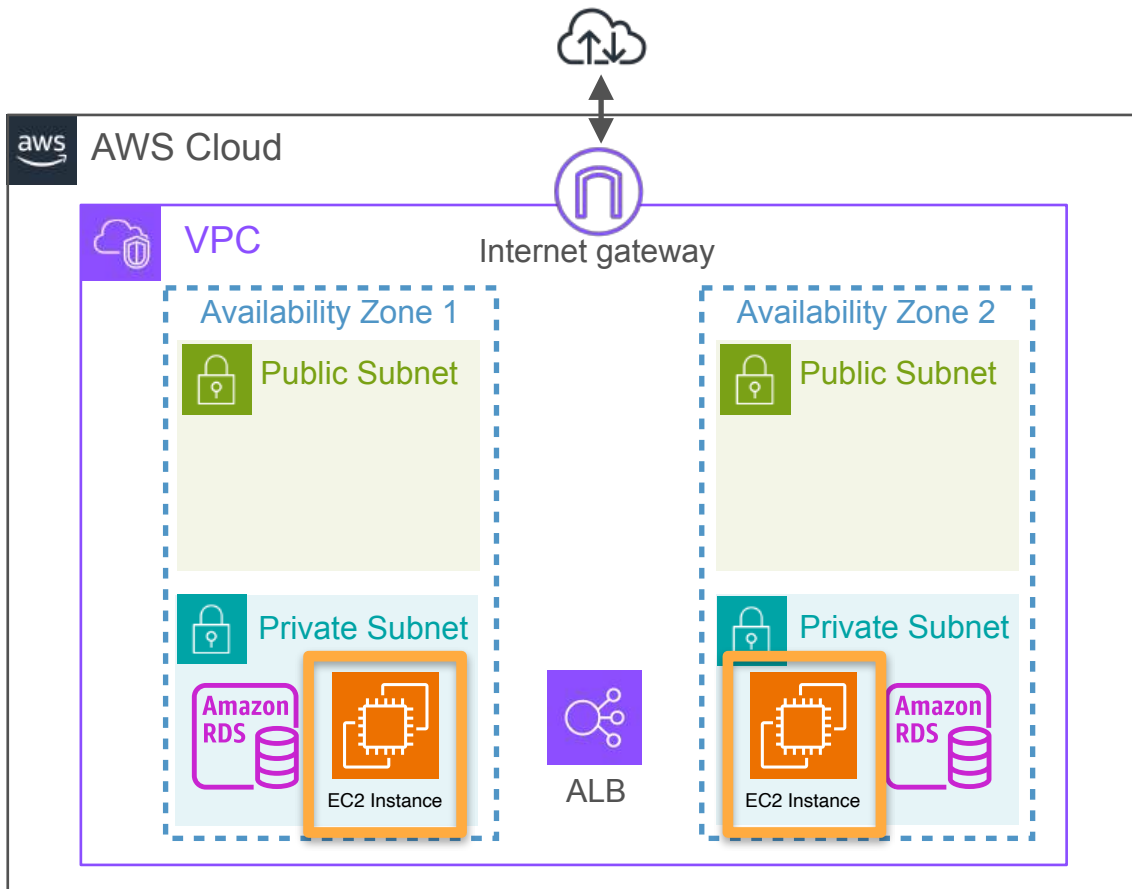 aws
AWS Cloud
VPC
Internet gateway
Availability Zone 1
Availability Zone 2
Public Subnet
Public Subnet
Private Subnet
Private Subnet
Amazon
RDS
EC2 Instance
ALB
EC2 Instance
Amazon
RDS